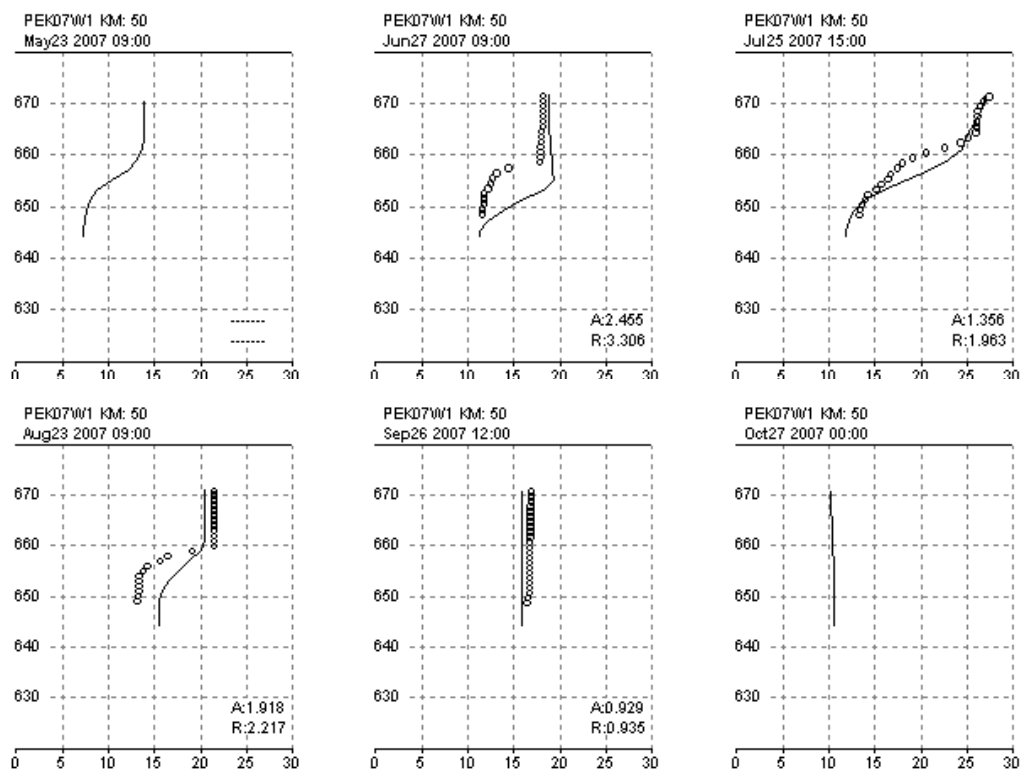 PEK07W1 KM: 50
May23 2007 09:00
670
660
650
640
630
0 5 10 15 20 25 30
PEK07W1 KM: 50
Jun27 2007 09:00
670
660
650
640
630
A:2.455
R:3.306
0 5 10 15 20 25 30
PEK07W1 KM: 50
Jul25 2007 15:00
670
660
650
640
630
A:1.356
R:1.963
0 5 10 15 20 25 30
PEK07W1 KM: 50
Aug23 2007 09:00
670
660
650
640
630
A:1.918
R:2.217
0 5 10 15 20 25 30
PEK07W1 KM: 50
Sep26 2007 12:00
670
660
650
640
630
A:0.929
R:0.935
0 5 10 15 20 25 30
PEK07W1 KM: 50
Oct27 2007 00:00
670
660
650
640
630
0 5 10 15 20 25 30